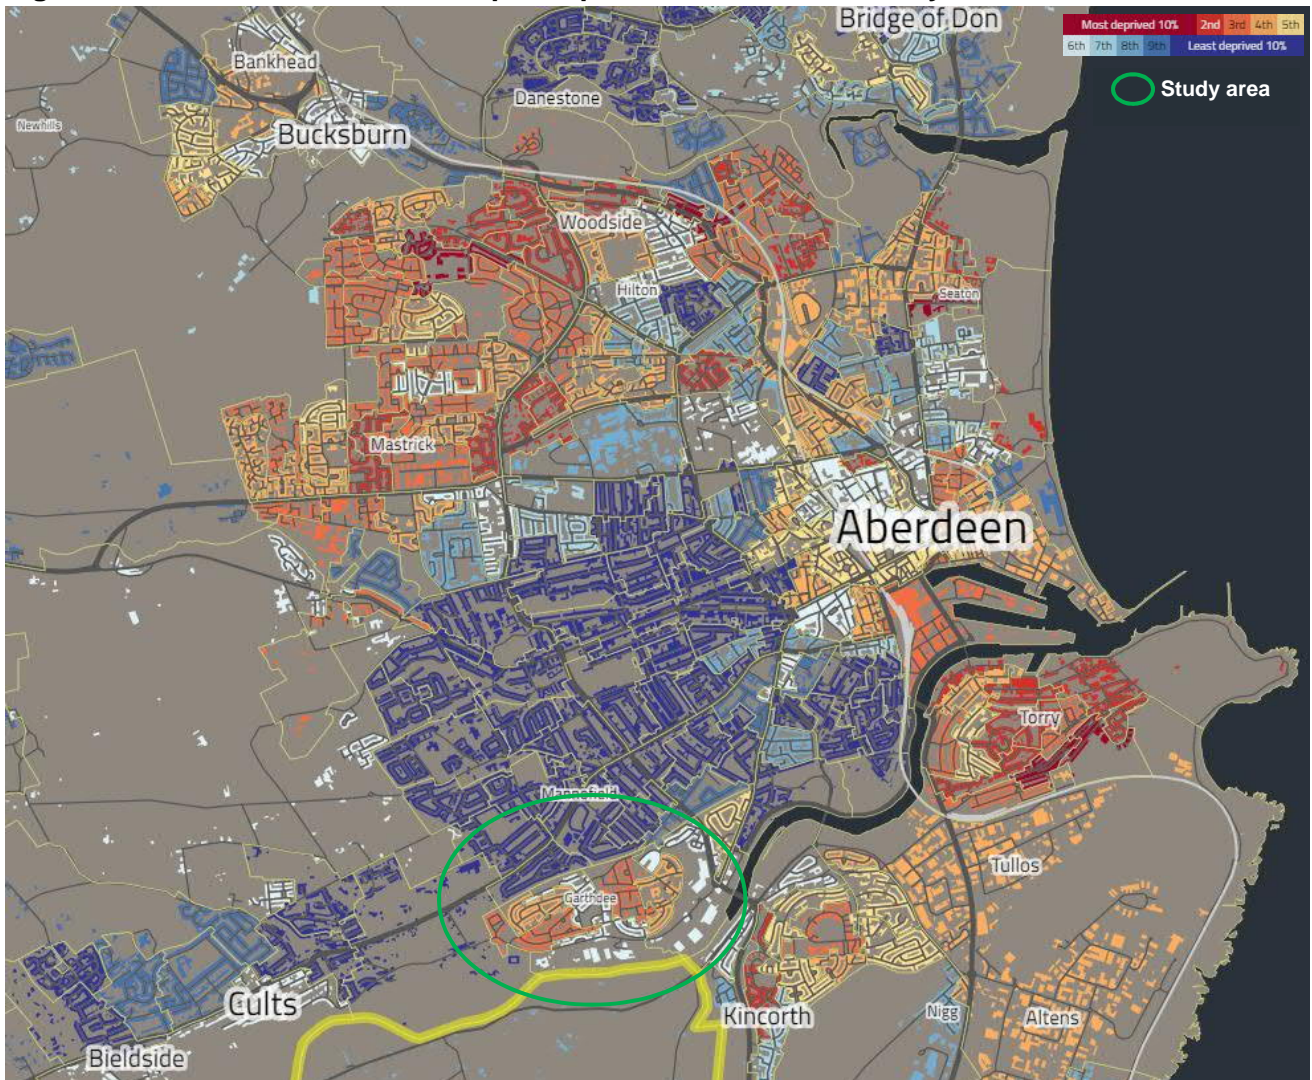 Bridge of Don
Most deprived 10% 2nd 3rd 4th 5th
6th 7th 8th 9th Least deprived 10%
Study area
Bankhead
Danestone
Newhills
Bucksburn
Woodside
Hilton
Seaton
Mastrick
Aberdeen
Torry
Mannofield
Tullos
Garthdee
Cults
Kincorth
Nigg
Altens
Bieldside